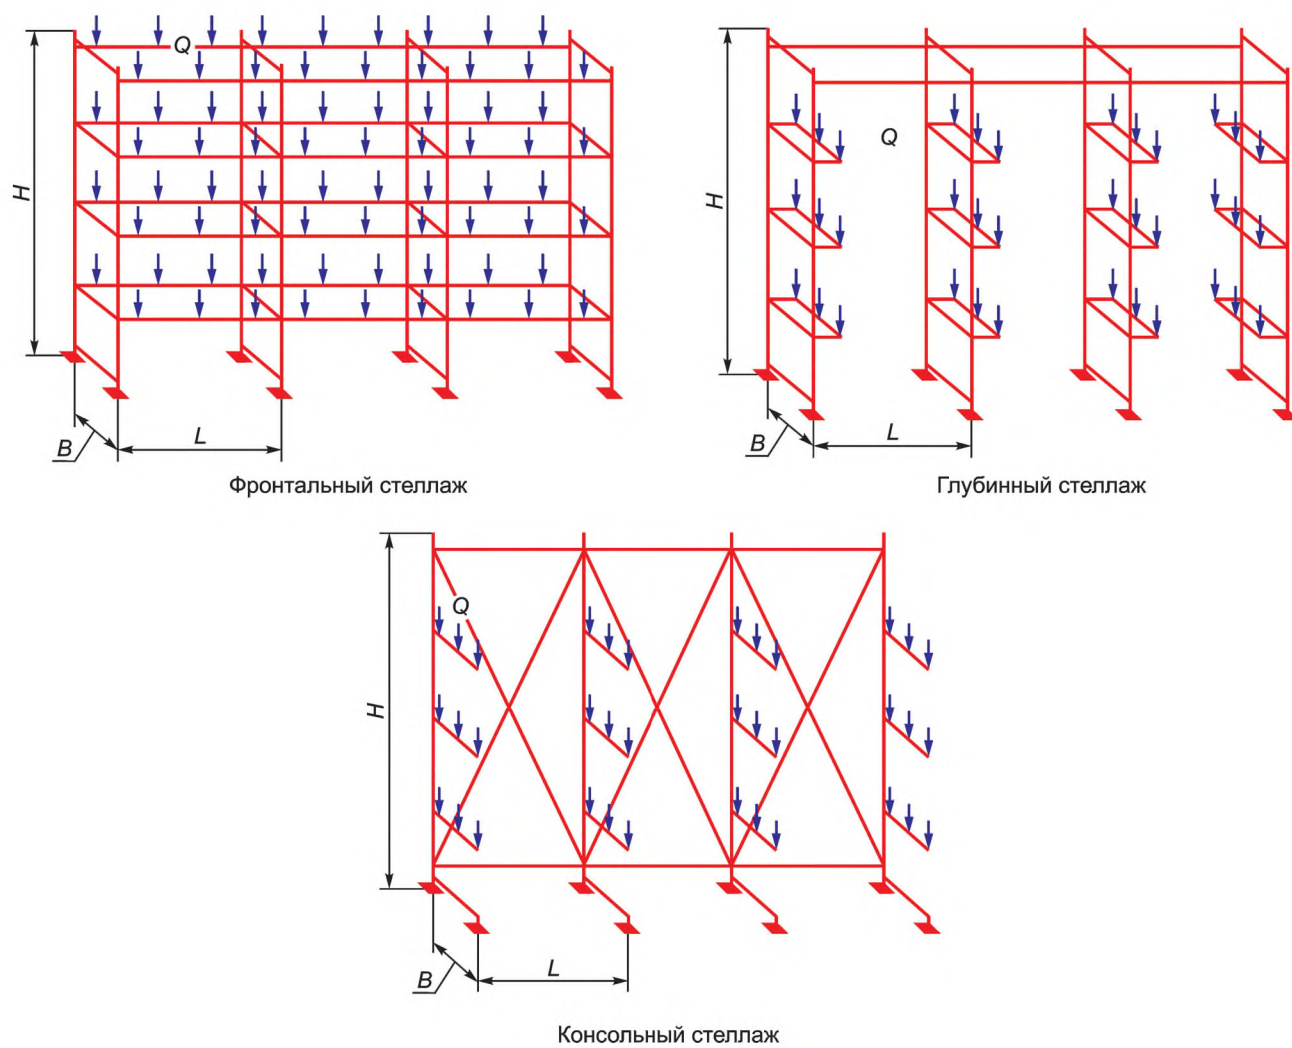 Q
H
B
L
Фронтальный стеллаж
Q
H
B
L
Глубинный стеллаж
Q
H
B
L
Консольный стеллаж